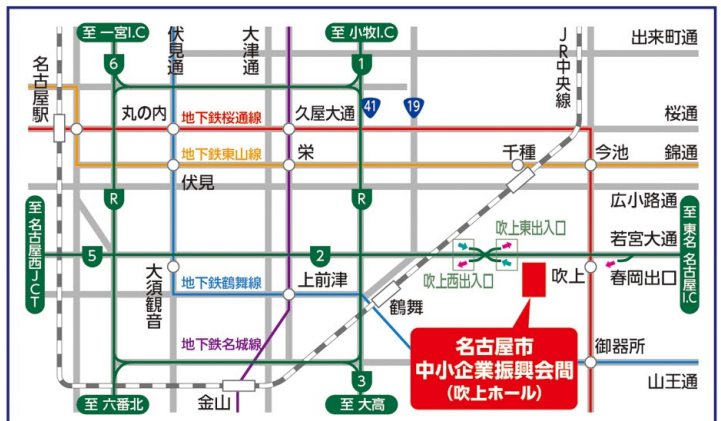 至 一宮I.C
至 小牧I.C
伏見通
大津通
JR中央線
出来町通
名古屋駅
6
1
41
19
丸の内
地下鉄桜通線
久屋大通
桜通
地下鉄東山線
栄
千種
今池
錦通
伏見
R
R
広小路通
至 名古屋西JCT
吹上東出入口
至 東名 名古屋I.C
若宮大通
5
2
大須観音
地下鉄鶴舞線
上前津
吹上西出入口
吹上
春岡出口
鶴舞
地下鉄名城線
名古屋市
中小企業振興会間
(吹上ホール)
御器所
3
山王通
至 六番北
金山
至 大高